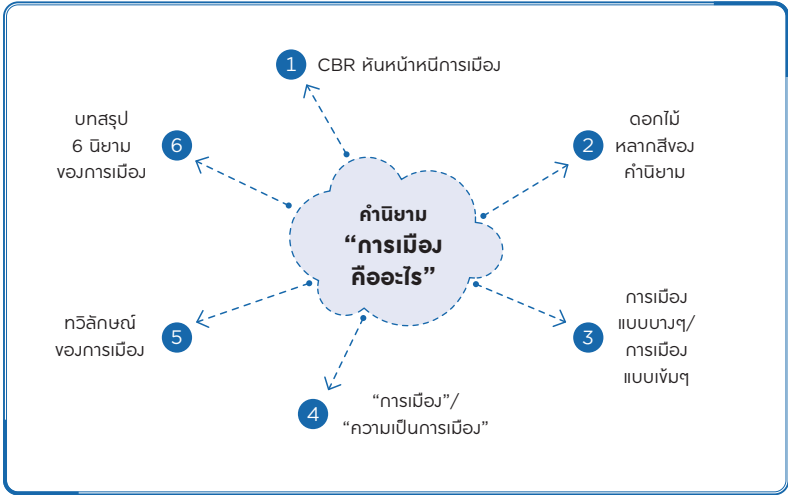 1 CBR หันหน้าหนีการเมือง
ดอกไม้
2 หลากสีของ
คำนิยาม
การเมือง
แบบบางๆ/
3 การเมือง
แบบเข้มๆ
4 “การเมือง”/
“ความเป็นการเมือง”
ทวิลักษณ์
ของการเมือง 5
บทสรุป
6 นิยาม 6
ของการเมือง
คำนิยาม
“การเมือง
คืออะไร”